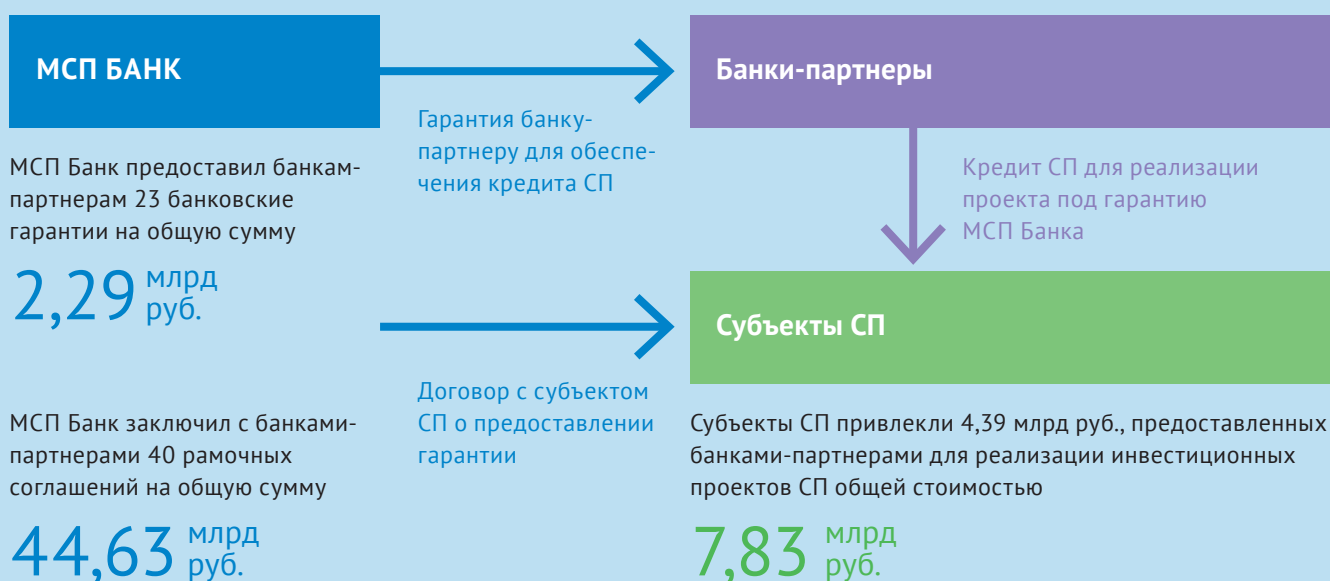 МСП БАНК
Банки-партнеры
Гарантия банку-
партнеру для обеспе-
чения кредита СП
МСП Банк предоставил банкам-
партнерам 23 банковские
гарантии на общую сумму
2,29 млрд
руб.
Кредит СП для реализации
проекта под гарантию
МСП Банка
Субъекты СП
Договор с субъектом
СП о предоставлении
гарантии
МСП Банк заключил с банками-
партнерами 40 рамочных
соглашений на общую сумму
44,63 млрд
руб.
Субъекты СП привлекли 4,39 млрд руб., предоставленных
банками-партнерами для реализации инвестиционных
проектов СП общей стоимостью
7,83 млрд
руб.